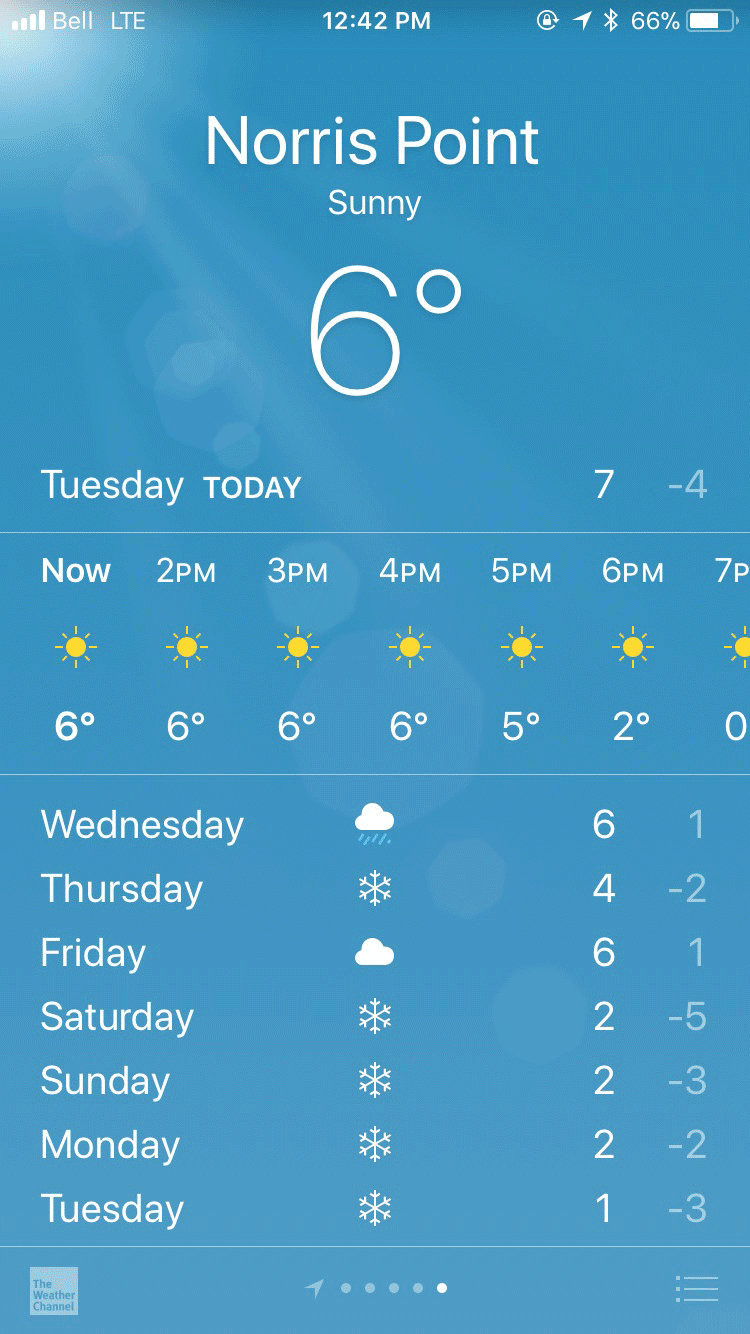 Bell LTE 12:42 PM 66%
Norris Point
Sunny
6°
Tuesday TODAY 7 -4
Now 2PM 3PM 4PM 5PM 6PM 7P
6° 6° 6° 6° 5° 2° 0
Wednesday 6 1
Thursday 4 -2
Friday 6 1
Saturday 2 -5
Sunday 2 -3
Monday 2 -2
Tuesday 1 -3
The
Weather
Channel